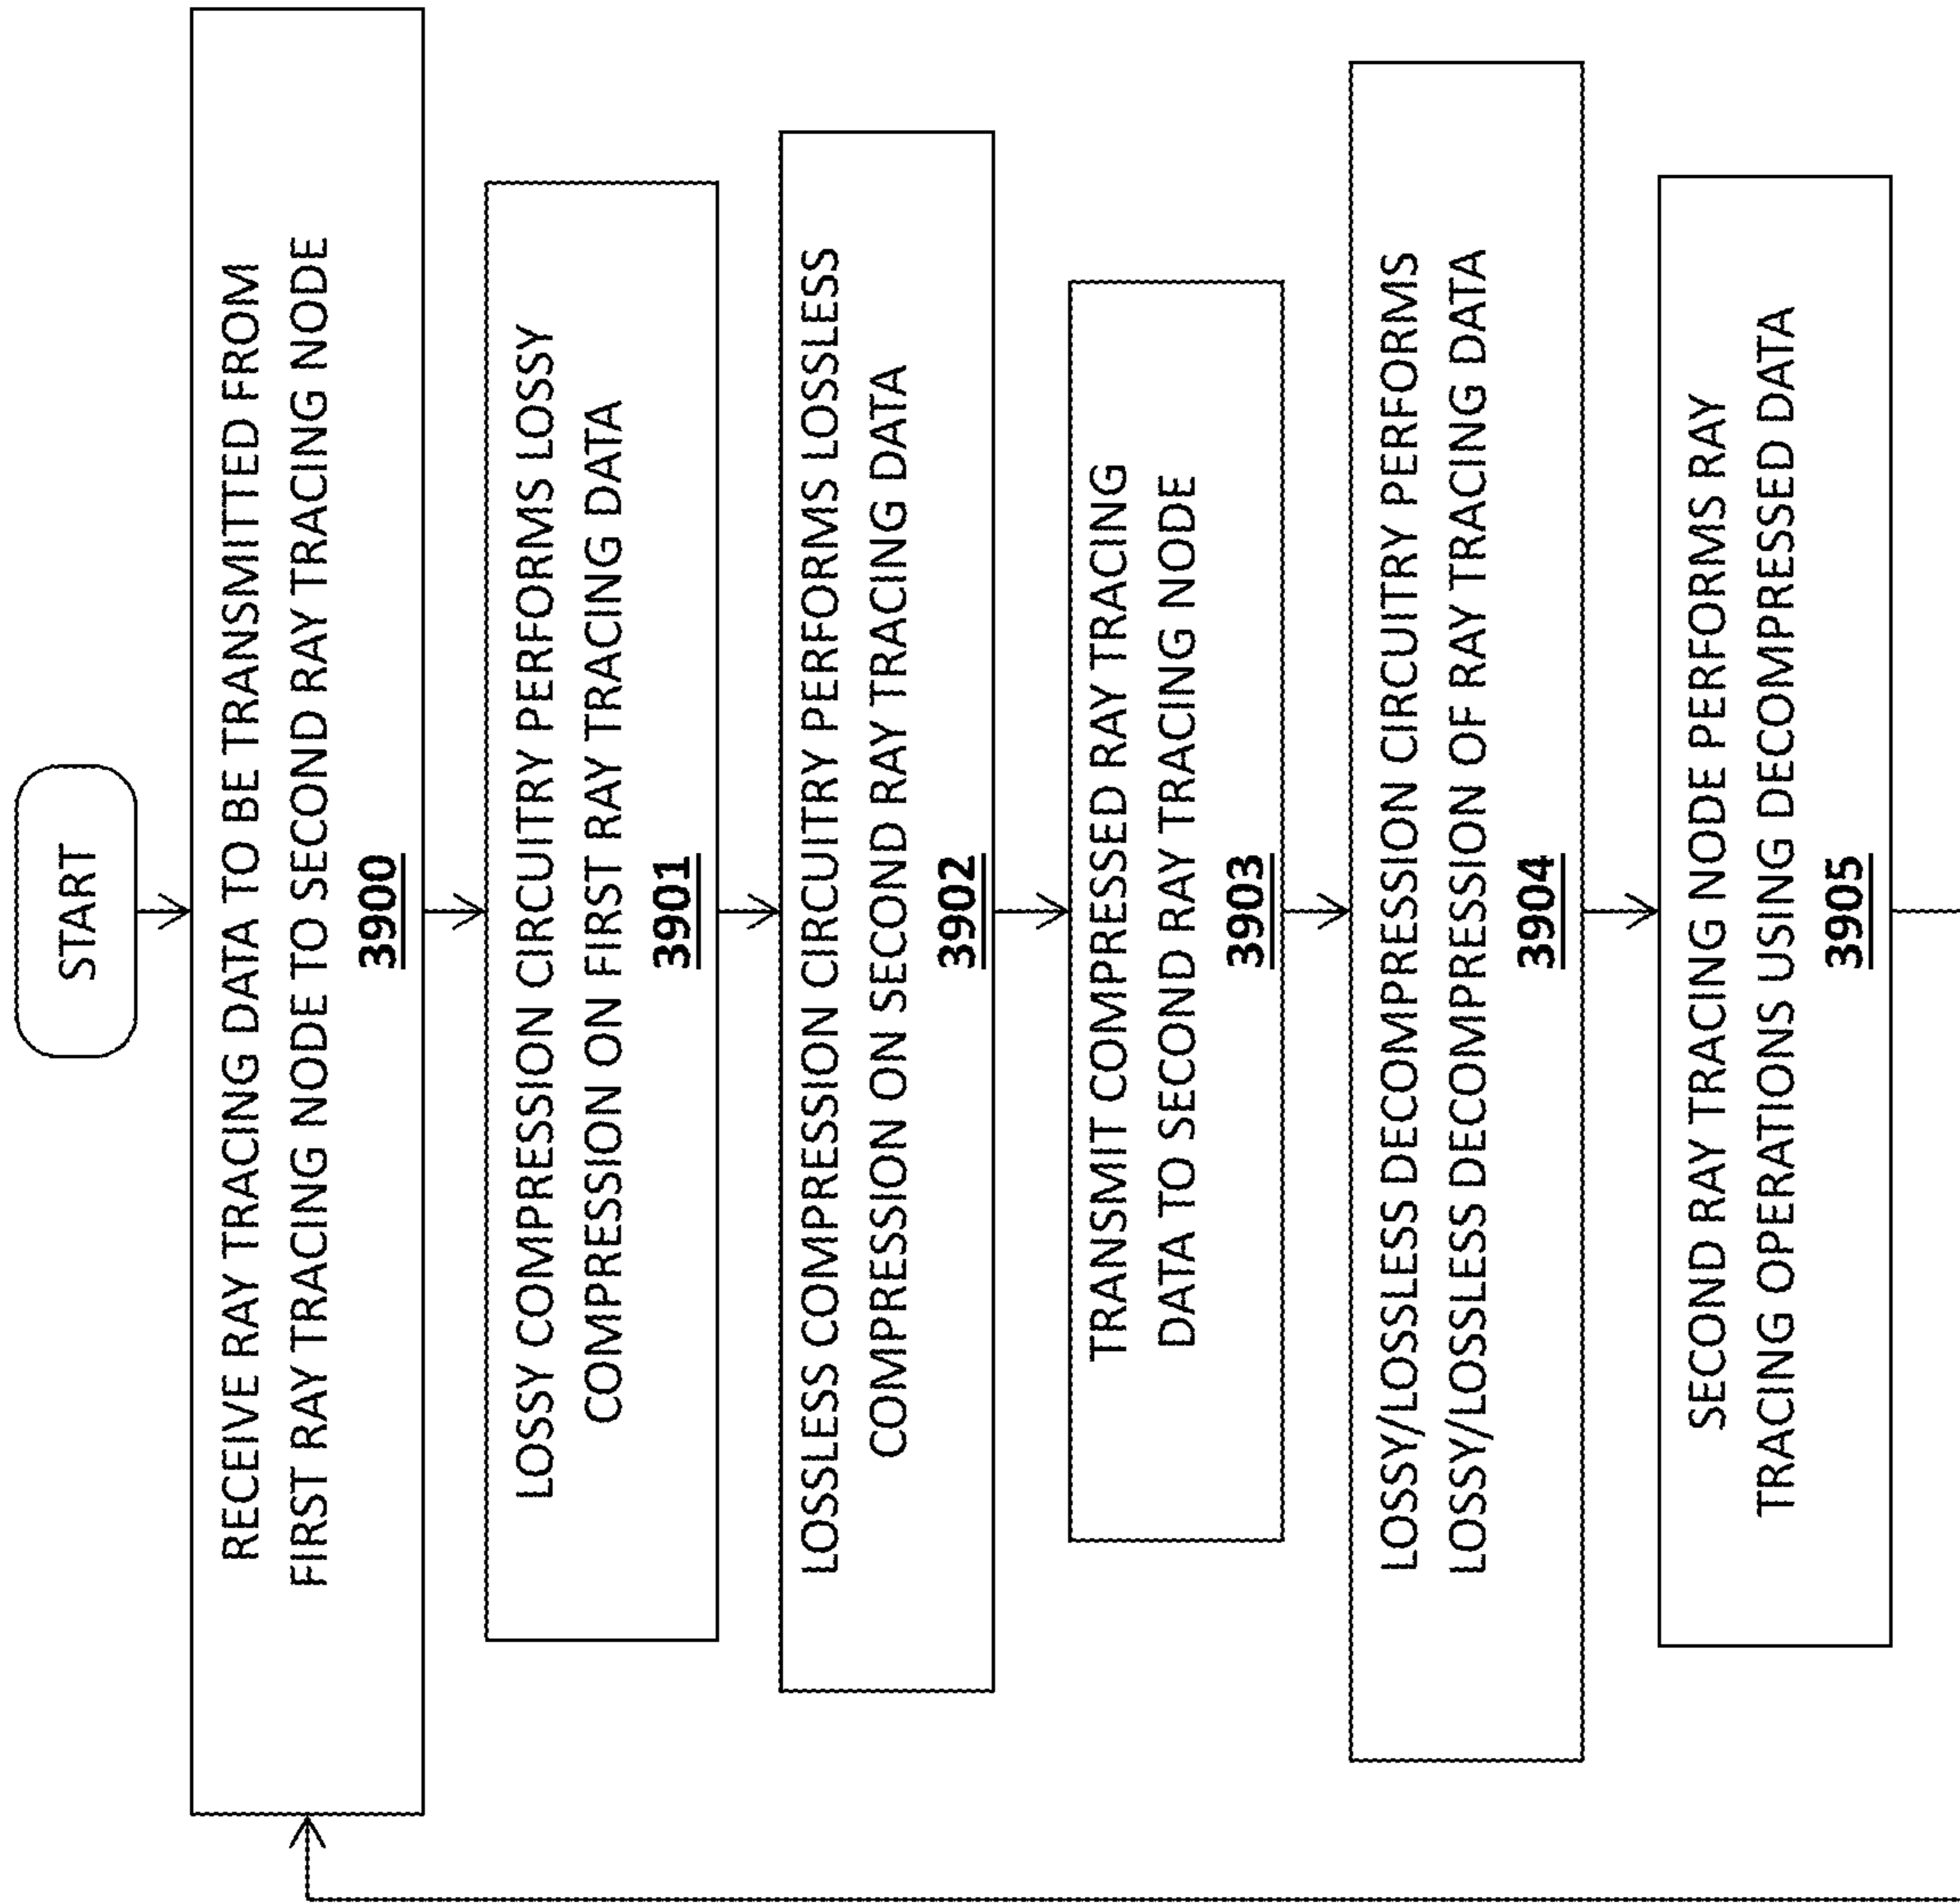 START
RECEIVE RAY TRACING DATA TO BE TRANSMITTED FROM
FIRST RAY TRACING NODE TO SECOND RAY TRACING NODE
3900
LOSSY COMPRESSION CIRCUITRY PERFORMS LOSSY
COMPRESSION ON FIRST RAY TRACING DATA
3901
LOSSLESS COMPRESSION CIRCUITRY PERFORMS LOSSLESS
COMPRESSION ON SECOND RAY TRACING DATA
3902
TRANSMIT COMPRESSED RAY TRACING
DATA TO SECOND RAY TRACING NODE
3903
LOSSY/LOSSLESS DECOMPRESSION CIRCUITRY PERFORMS
LOSSY/LOSSLESS DECOMPRESSION OF RAY TRACING DATA
3904
SECOND RAY TRACING NODE PERFORMS RAY
TRACING OPERATIONS USING DECOMPRESSED DATA
3905